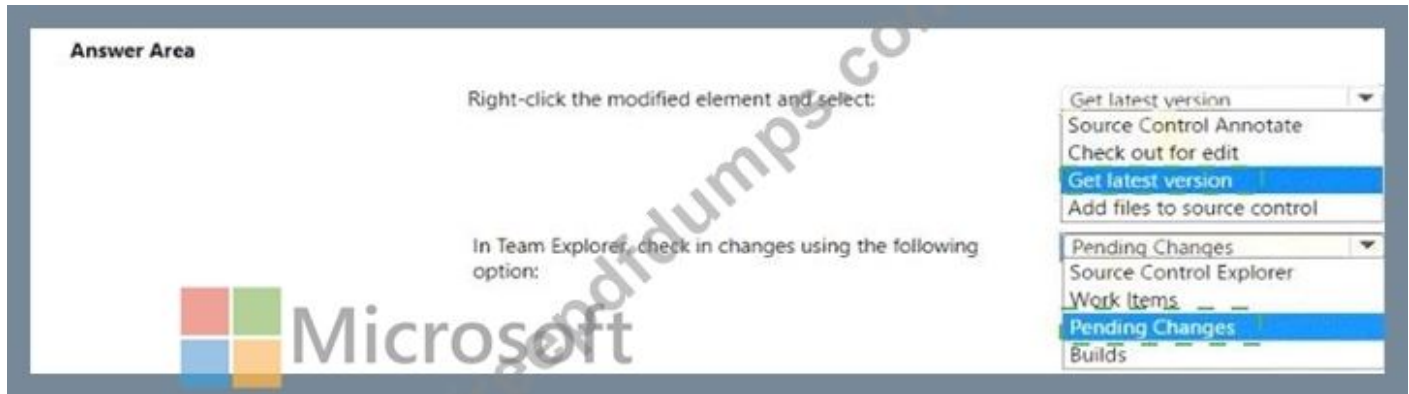 Answer Area
Right-click the modified element and select:
Get latest version
Source Control Annotate
Check out for edit
Get latest version
Add files to source control
In Team Explorer, check in changes using the following
option:
Pending Changes
Source Control Explorer
Work Items
Pending Changes
Builds
Microsoft